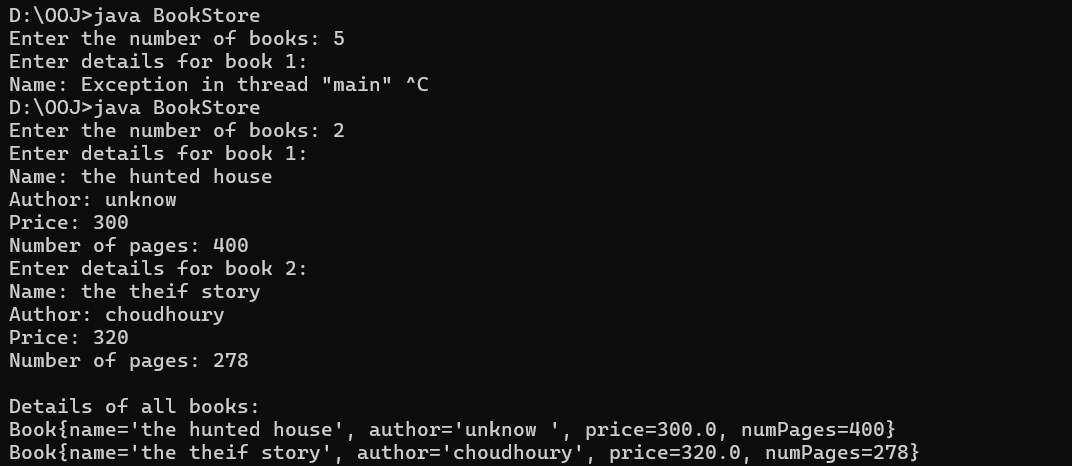 D:\OOJ>java BookStore
Enter the number of books: 5
Enter details for book 1:
Name: Exception in thread "main" ^C
D:\OOJ>java BookStore
Enter the number of books: 2
Enter details for book 1:
Name: the hunted house
Author: unknow
Price: 300
Number of pages: 400
Enter details for book 2:
Name: the theif story
Author: choudhoury
Price: 320
Number of pages: 278
Details of all books:
Book{name='the hunted house', author='unknow ', price=300.0, numPages=400}
Book{name='the theif story', author='choudhoury', price=320.0, numPages=278}